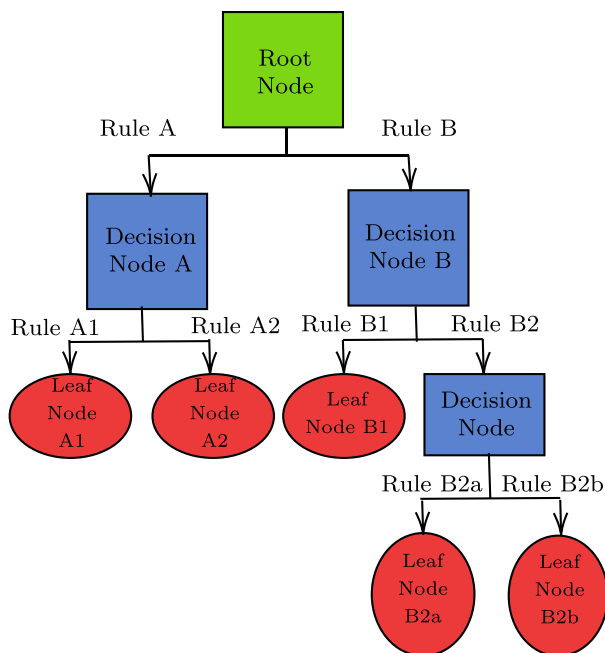 Root
Node
Rule A
Rule B
Decision
Node A
Decision
Node B
Rule A1
Rule A2
Rule B1
Rule B2
Leaf
Node
A1
Leaf
Node
A2
Leaf
Node B1
Decision
Node
Rule B2a
Rule B2b
Leaf
Node
B2a
Leaf
Node
B2b